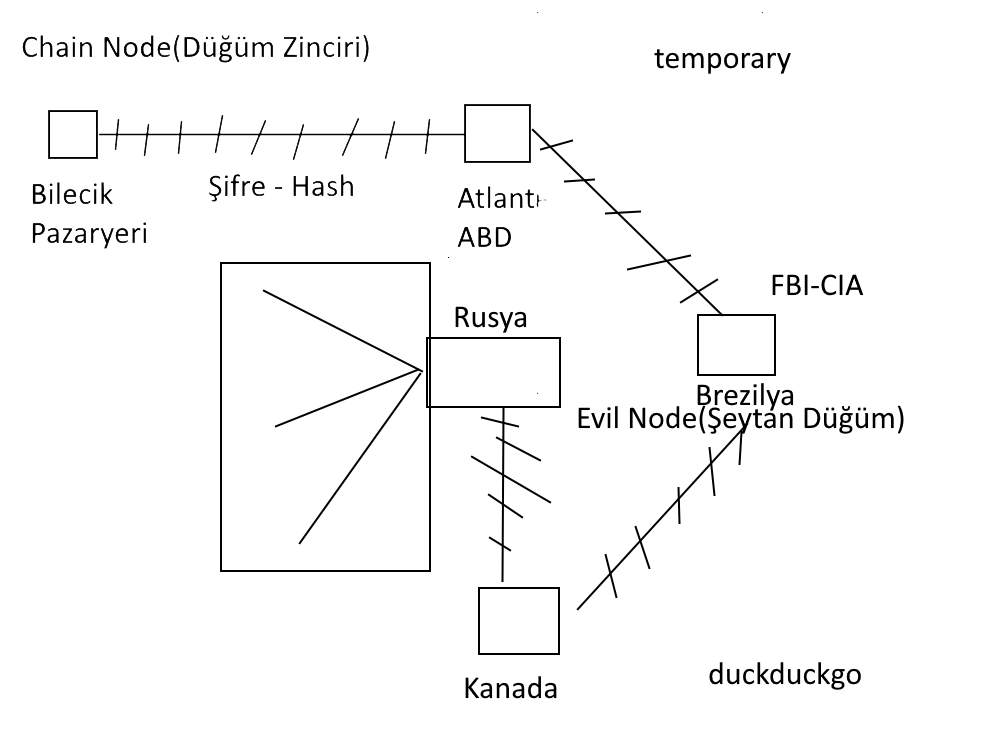 Chain Node(Düğüm Zinciri)
temporary
Şifre - Hash
Bilecik
Pazaryeri
ABD
FBI-CIA
Rusya
Brezilya
Evil Node(Şeytan Düğüm)
Kanada
duckduckgo